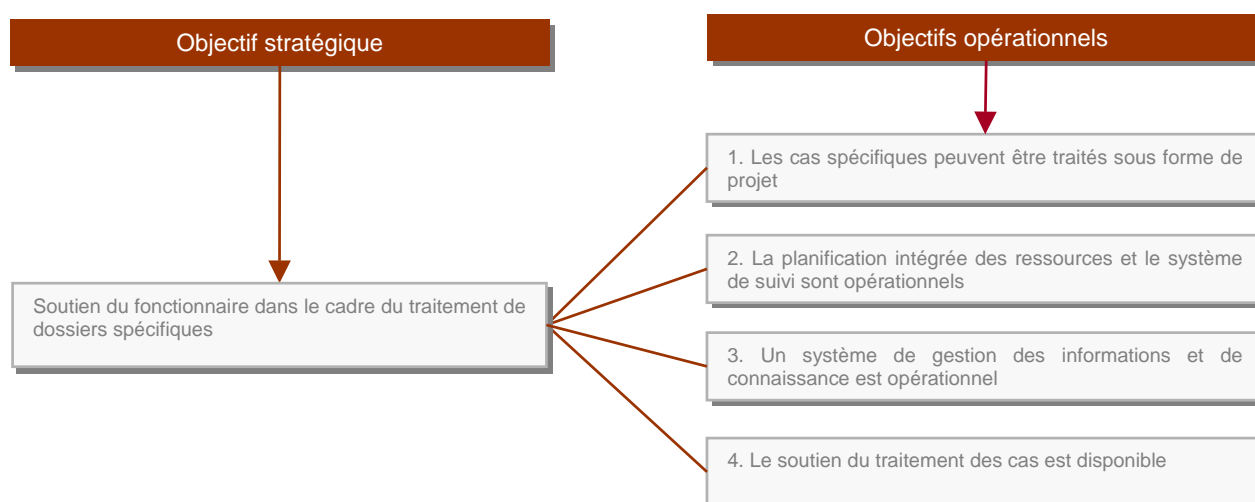 Objectif stratégique
Objectifs opérationnels
Soutien du fonctionnaire dans le cadre du traitement de
dossiers spécifiques
1. Les cas spécifiques peuvent être traités sous forme de
projet
2. La planification intégrée des ressources et le système
de suivi sont opérationnels
3. Un système de gestion des informations et de
connaissance est opérationnel
4. Le soutien du traitement des cas est disponible